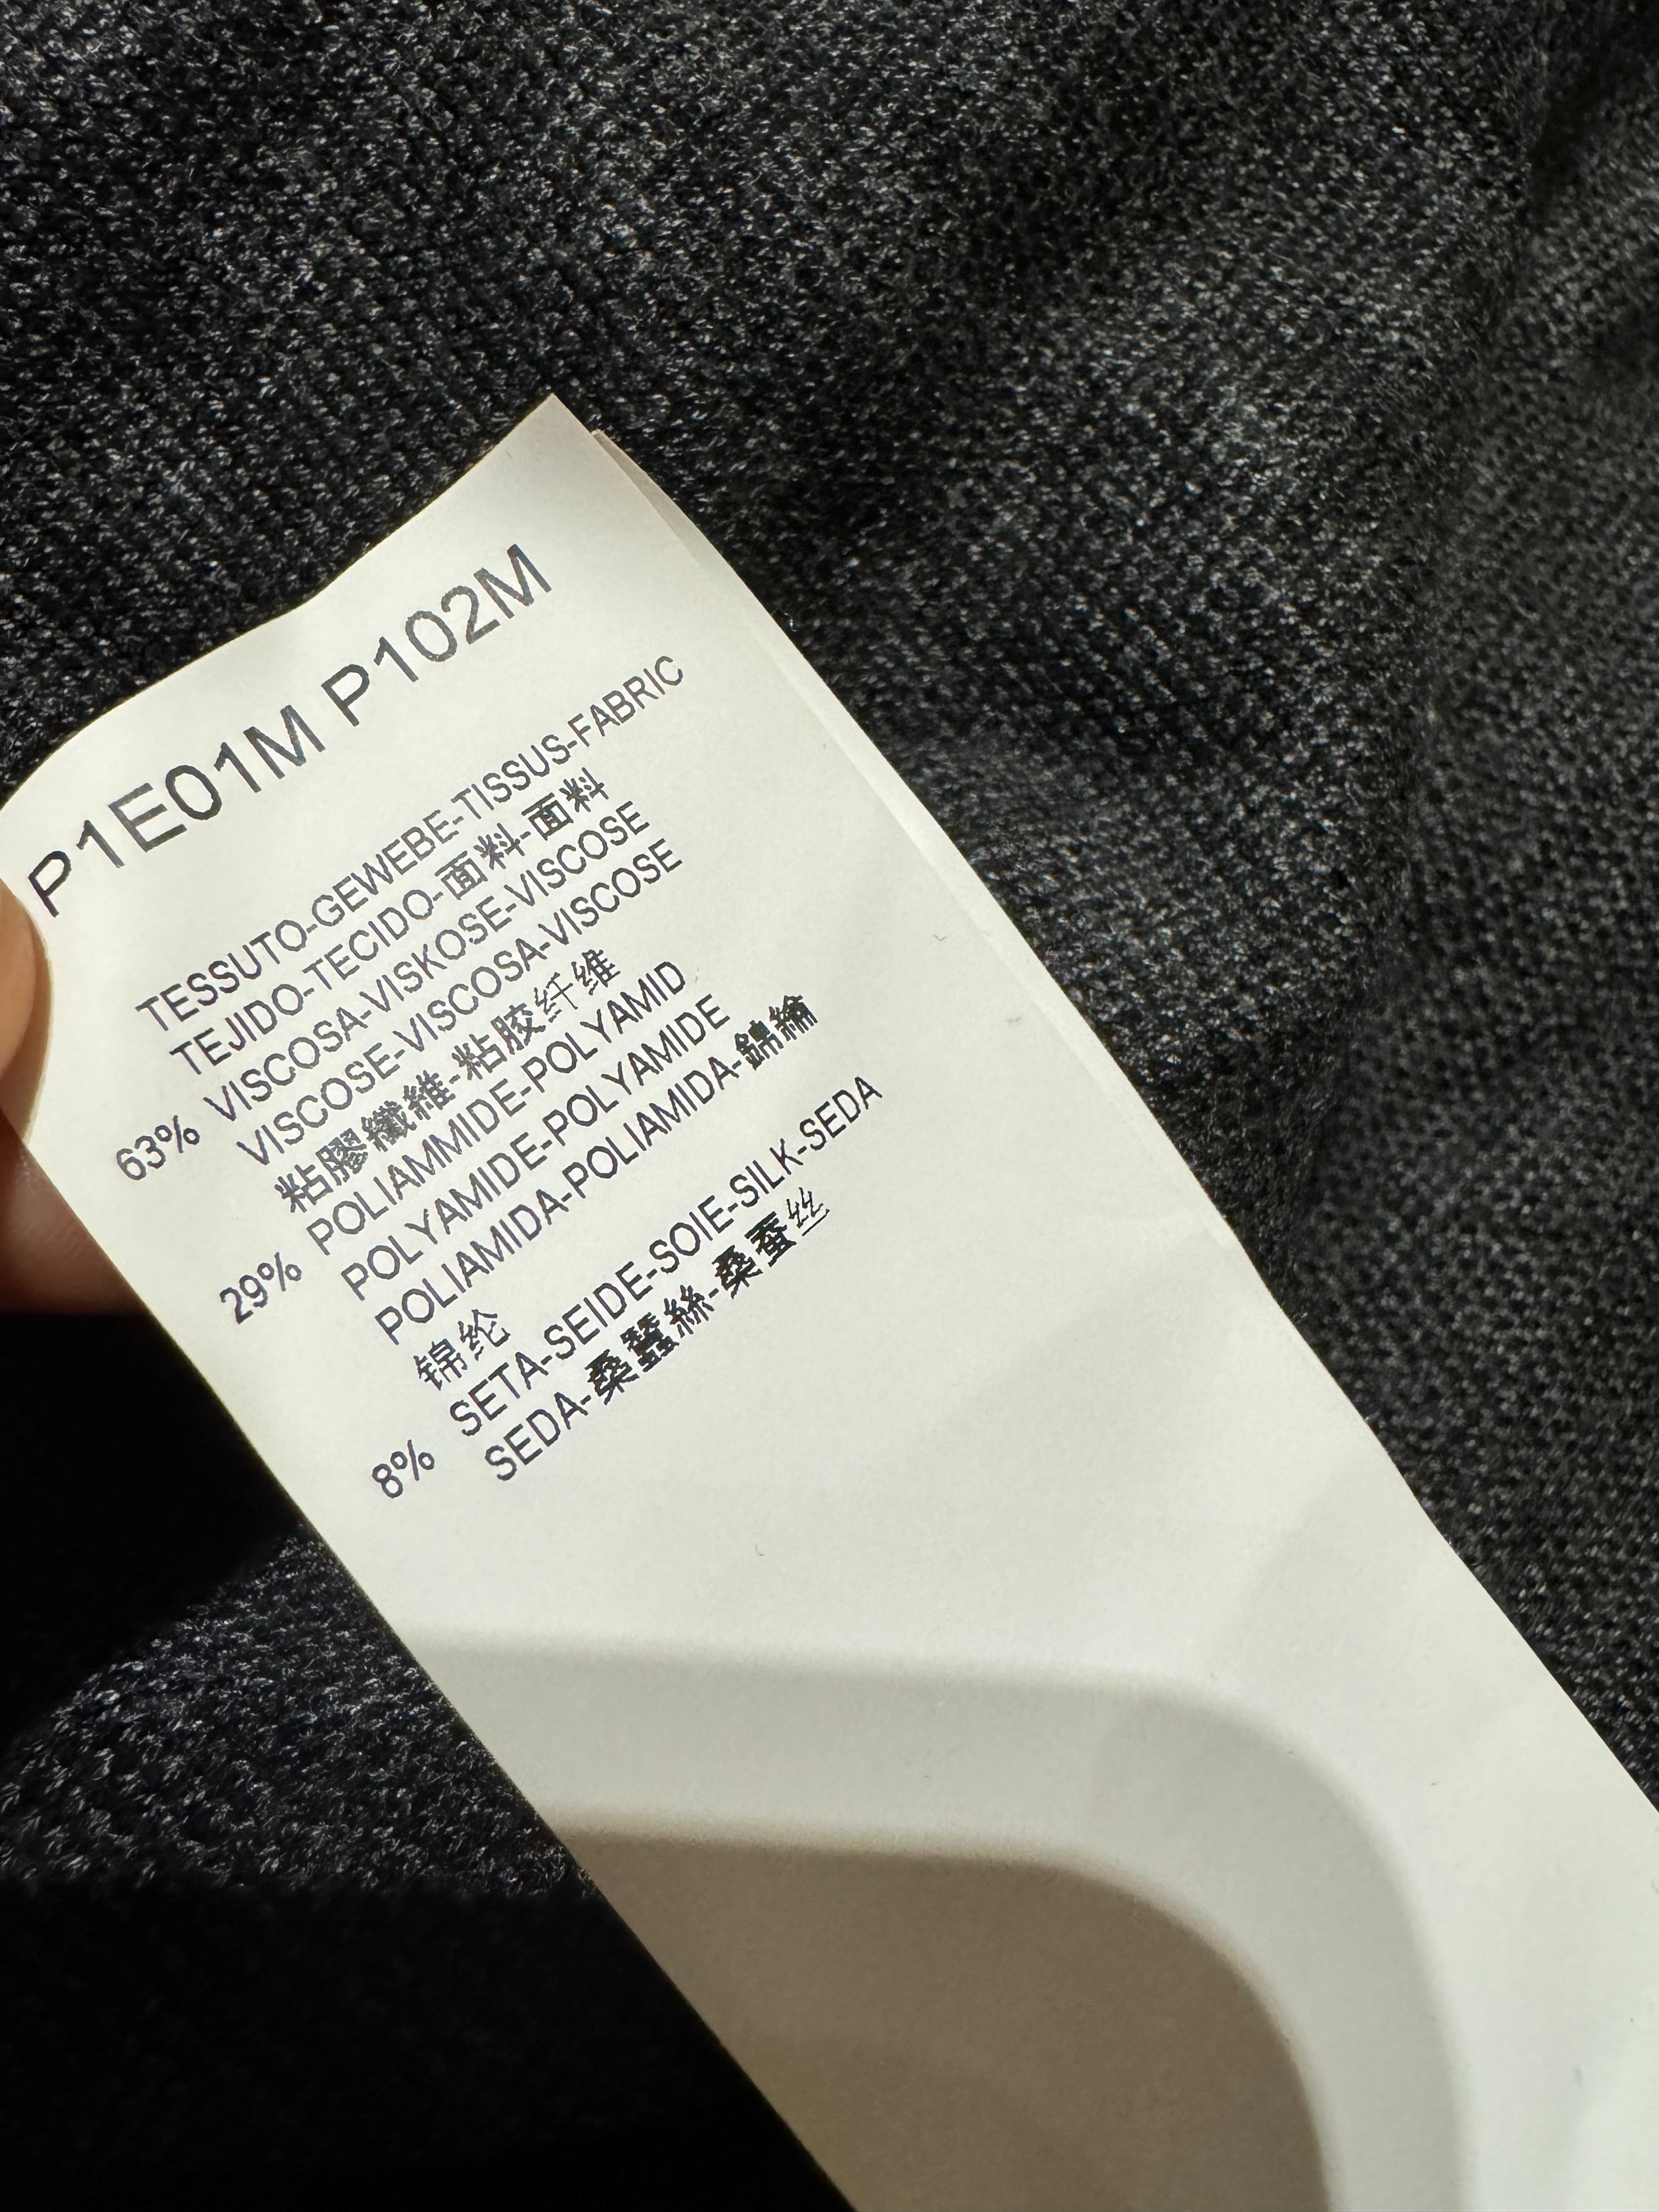 P1E01M P102M
TESSUTO-GEWEBE-TISSUS-FABRIC
TEJIDO-TECIDO-面料-面料
63% VISCOSA-VISKOSE-VISCOSE
VISCOSE-VISCOSA-VISCOSE
粘膠纖維-粘胶纤维
29% POLIAMMIDE-POLYAMID
POLYAMIDE-POLYAMIDE
POLIAMIDA-POLIAMIDA-錦綸
锦纶
8% SETA-SEIDE-SOIE-SILK-SEDA
SEDA-桑蠶絲-桑蚕丝